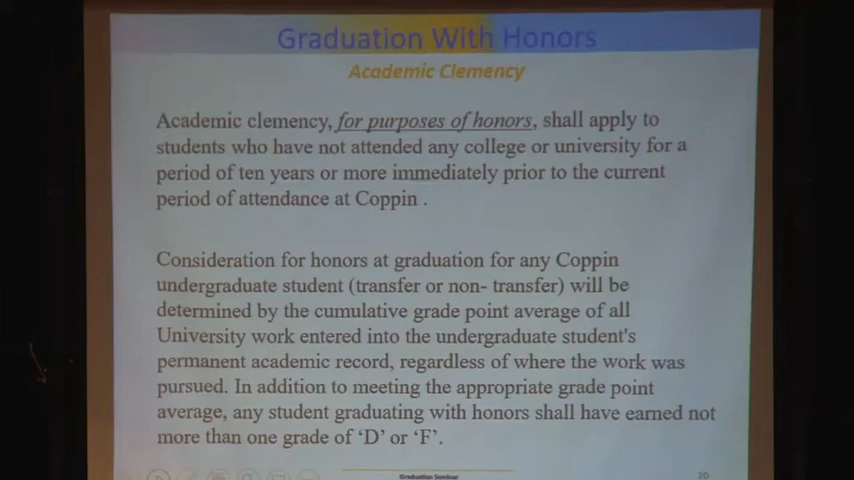 Graduation With Honors
Academic Clemency
Academic clemency, for purposes of honors, shall apply to
students who have not attended any college or university for a
period of ten years or more immediately prior to the current
period of attendance at Coppin .
Consideration for honors at graduation for any Coppin
undergraduate student (transfer or non- transfer) will be
determined by the cumulative grade point average of all
University work entered into the undergraduate student's
permanent academic record, regardless of where the work was
pursued. In addition to meeting the appropriate grade point
average, any student graduating with honors shall have earned not
more than one grade of ‘D’ or ‘F’.
Graduation Seminar
20